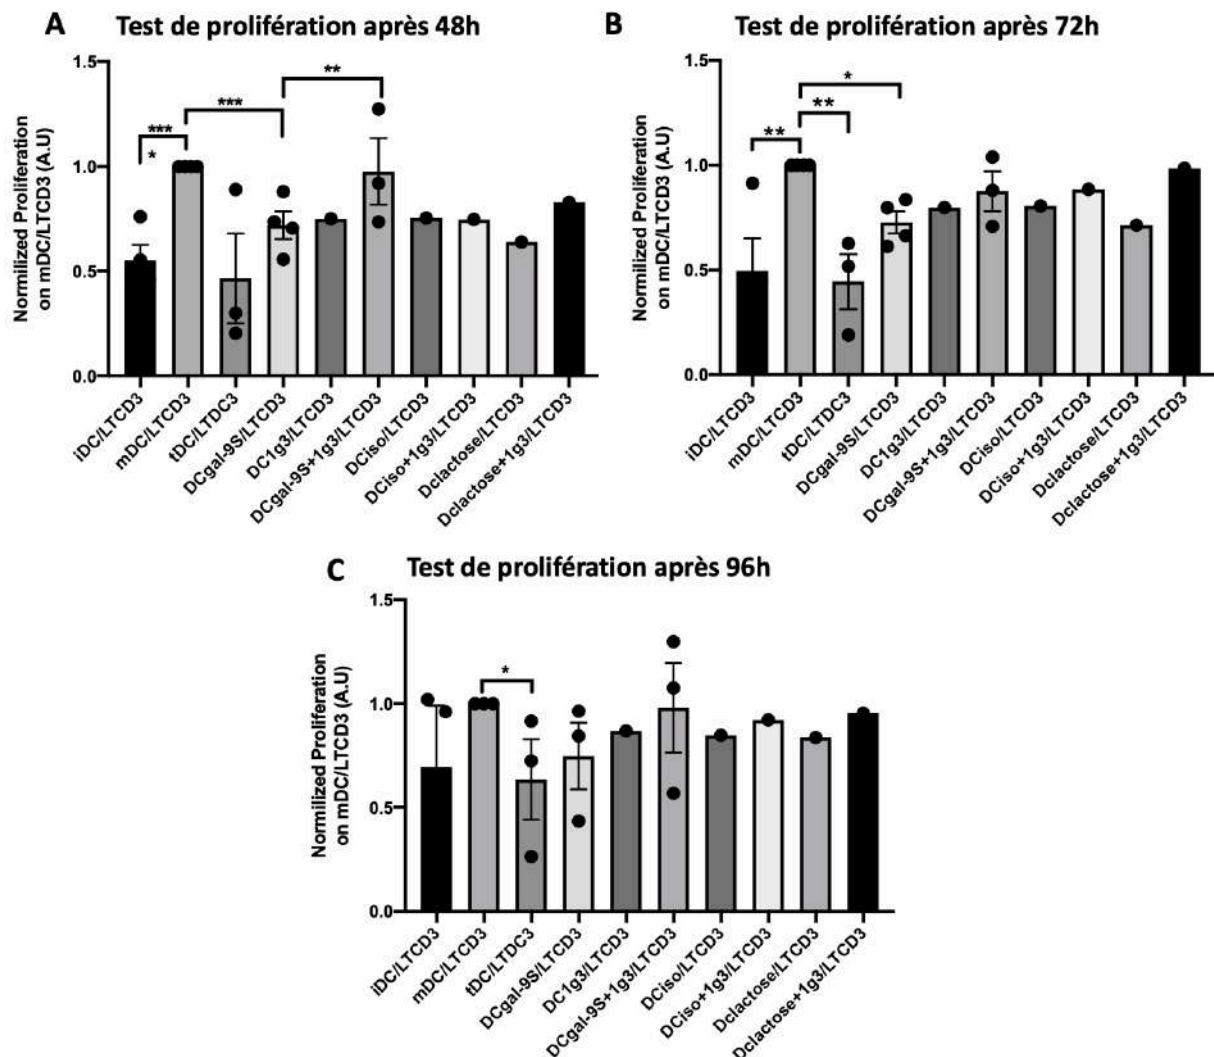 A Test de prolifération après 48h
Normilized Proliferation
on mDC/LTCD3 (A.U)
1.5
1.0
0.5
0.0
***
*
***
**
iDC/LTCD3
mDC/LTCD3
tDC/LTDC3
DCgal-9S/LTCD3
DC1g3/LTCD3
DCgal-9S+1g3/LTCD3
DCiso/LTCD3
DCiso+1g3/LTCD3
Dclactose/LTCD3
Dclactose+1g3/LTCD3
B Test de prolifération après 72h
Normilized Proliferation
on mDC/LTCD3 (A.U)
1.5
1.0
0.5
0.0
**
**
*
iDC/LTCD3
mDC/LTCD3
tDC/LTDC3
DCgal-9S/LTCD3
DC1g3/LTCD3
DCgal-9S+1g3/LTCD3
DCiso/LTCD3
DCiso+1g3/LTCD3
Dclactose/LTCD3
Dclactose+1g3/LTCD3
C Test de prolifération après 96h
Normilized Proliferation
on mDC/LTCD3 (A.U)
1.5
1.0
0.5
0.0
*
iDC/LTCD3
mDC/LTCD3
tDC/LTDC3
DCgal-9S/LTCD3
DC1g3/LTCD3
DCgal-9S+1g3/LTCD3
DCiso/LTCD3
DCiso+1g3/LTCD3
Dclactose/LTCD3
Dclactose+1g3/LTCD3